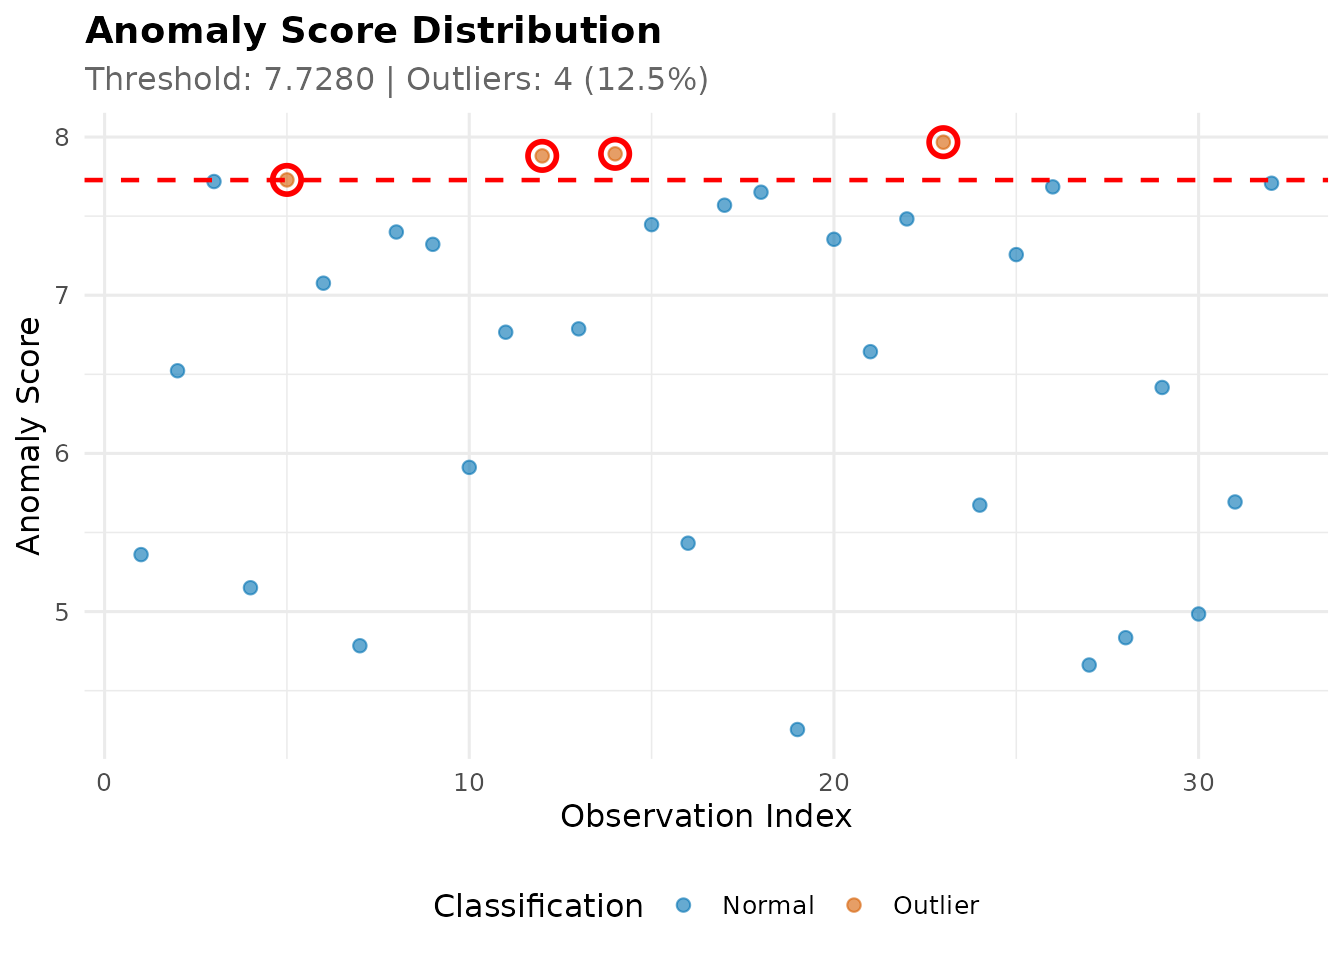 Anomaly Score Distribution
Threshold: 7.7280 | Outliers: 4 (12.5%)
8
7
6
5
Anomaly Score
0 10 20 30
Observation Index
Classification Normal Outlier